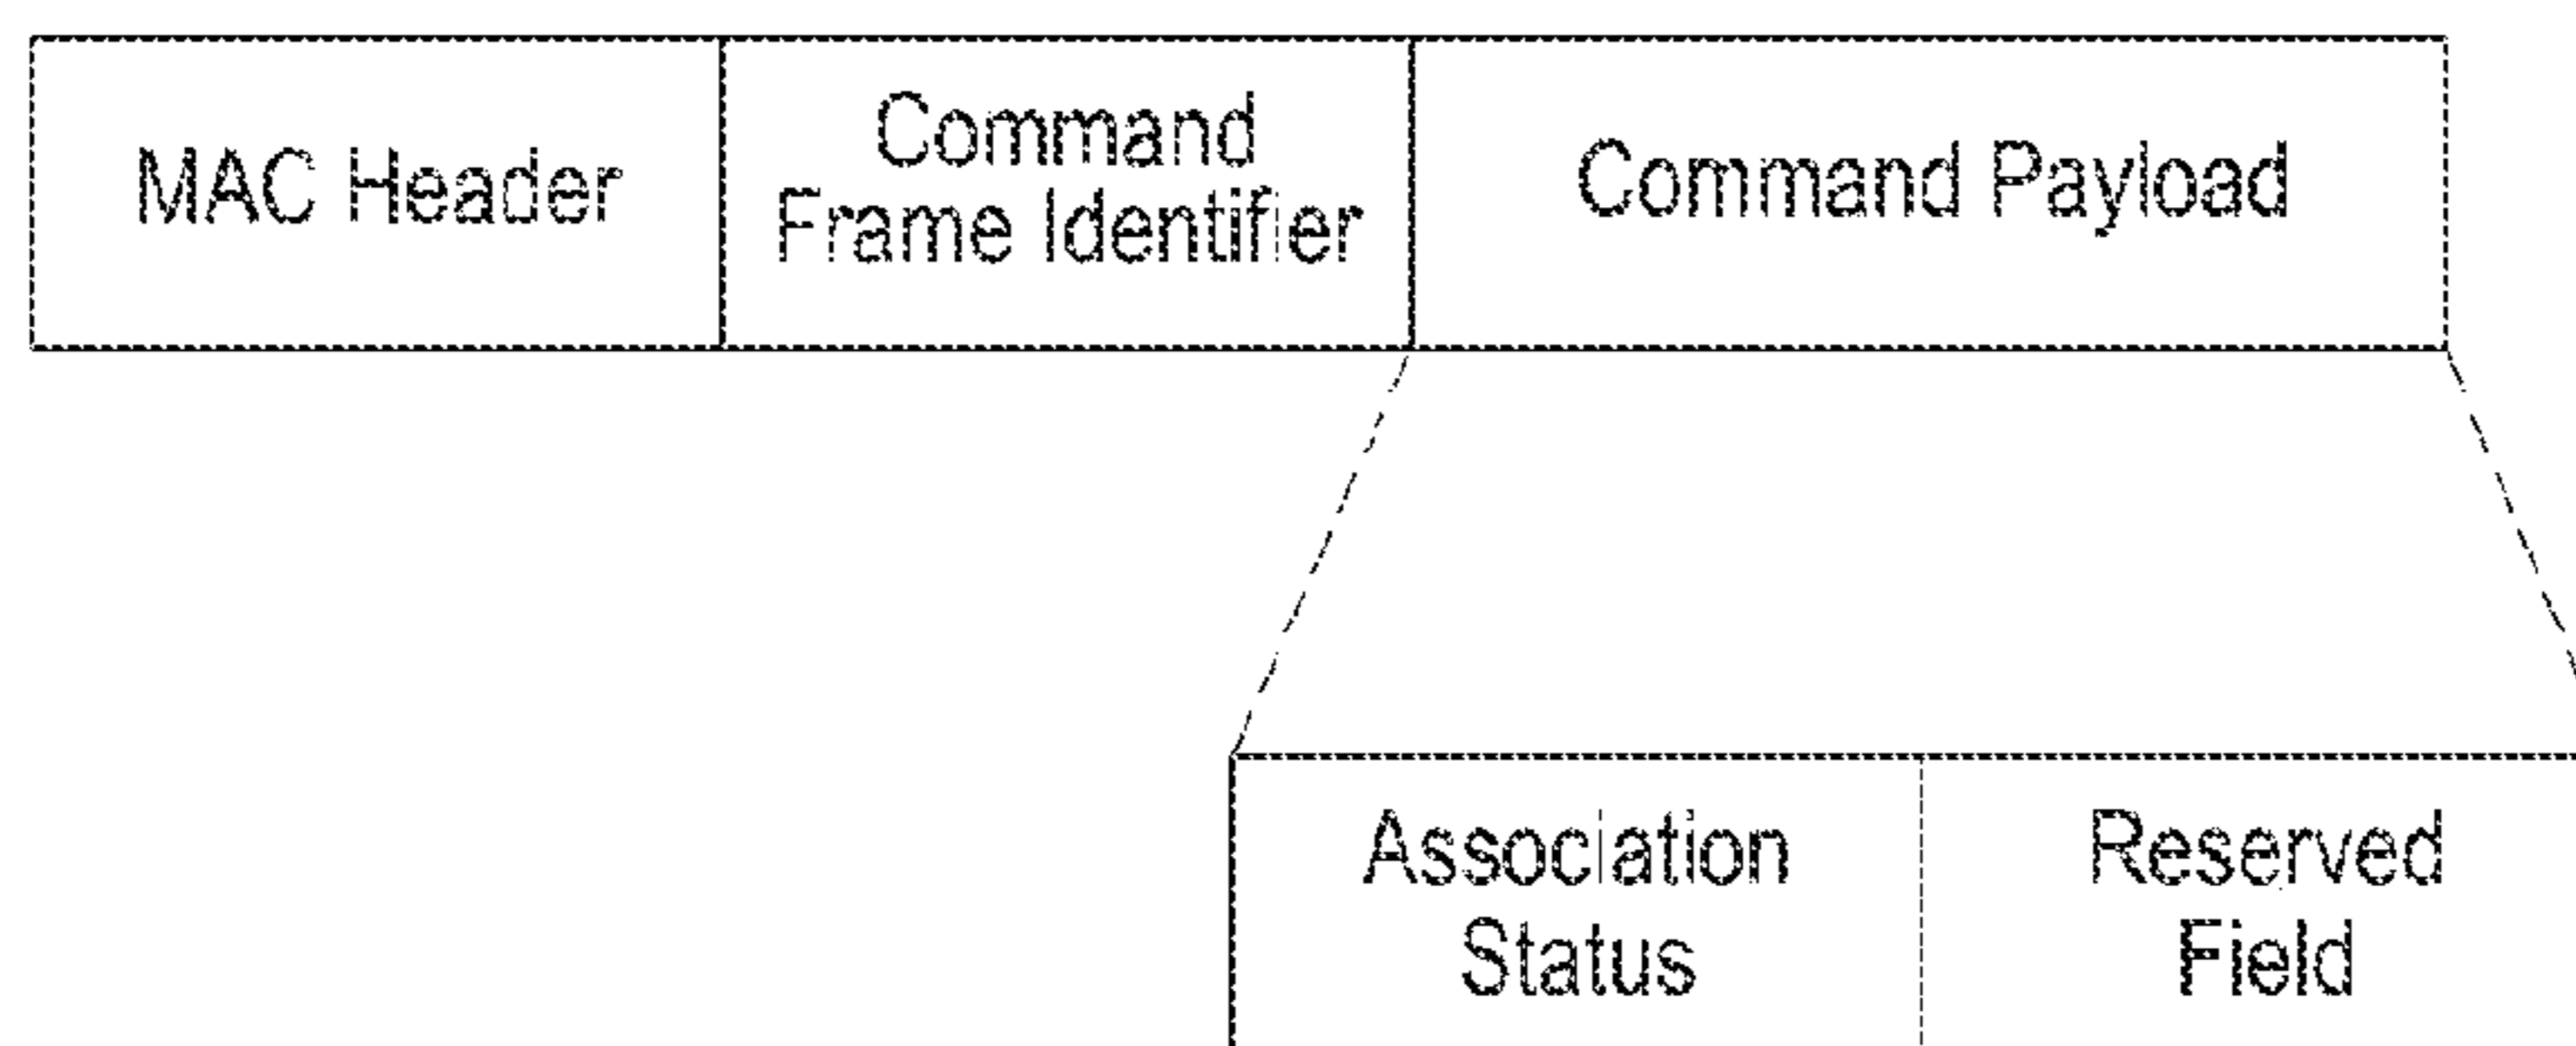 MAC Header
Command
Frame Identifier
Command Payload
Association
Status
Reserved
Field